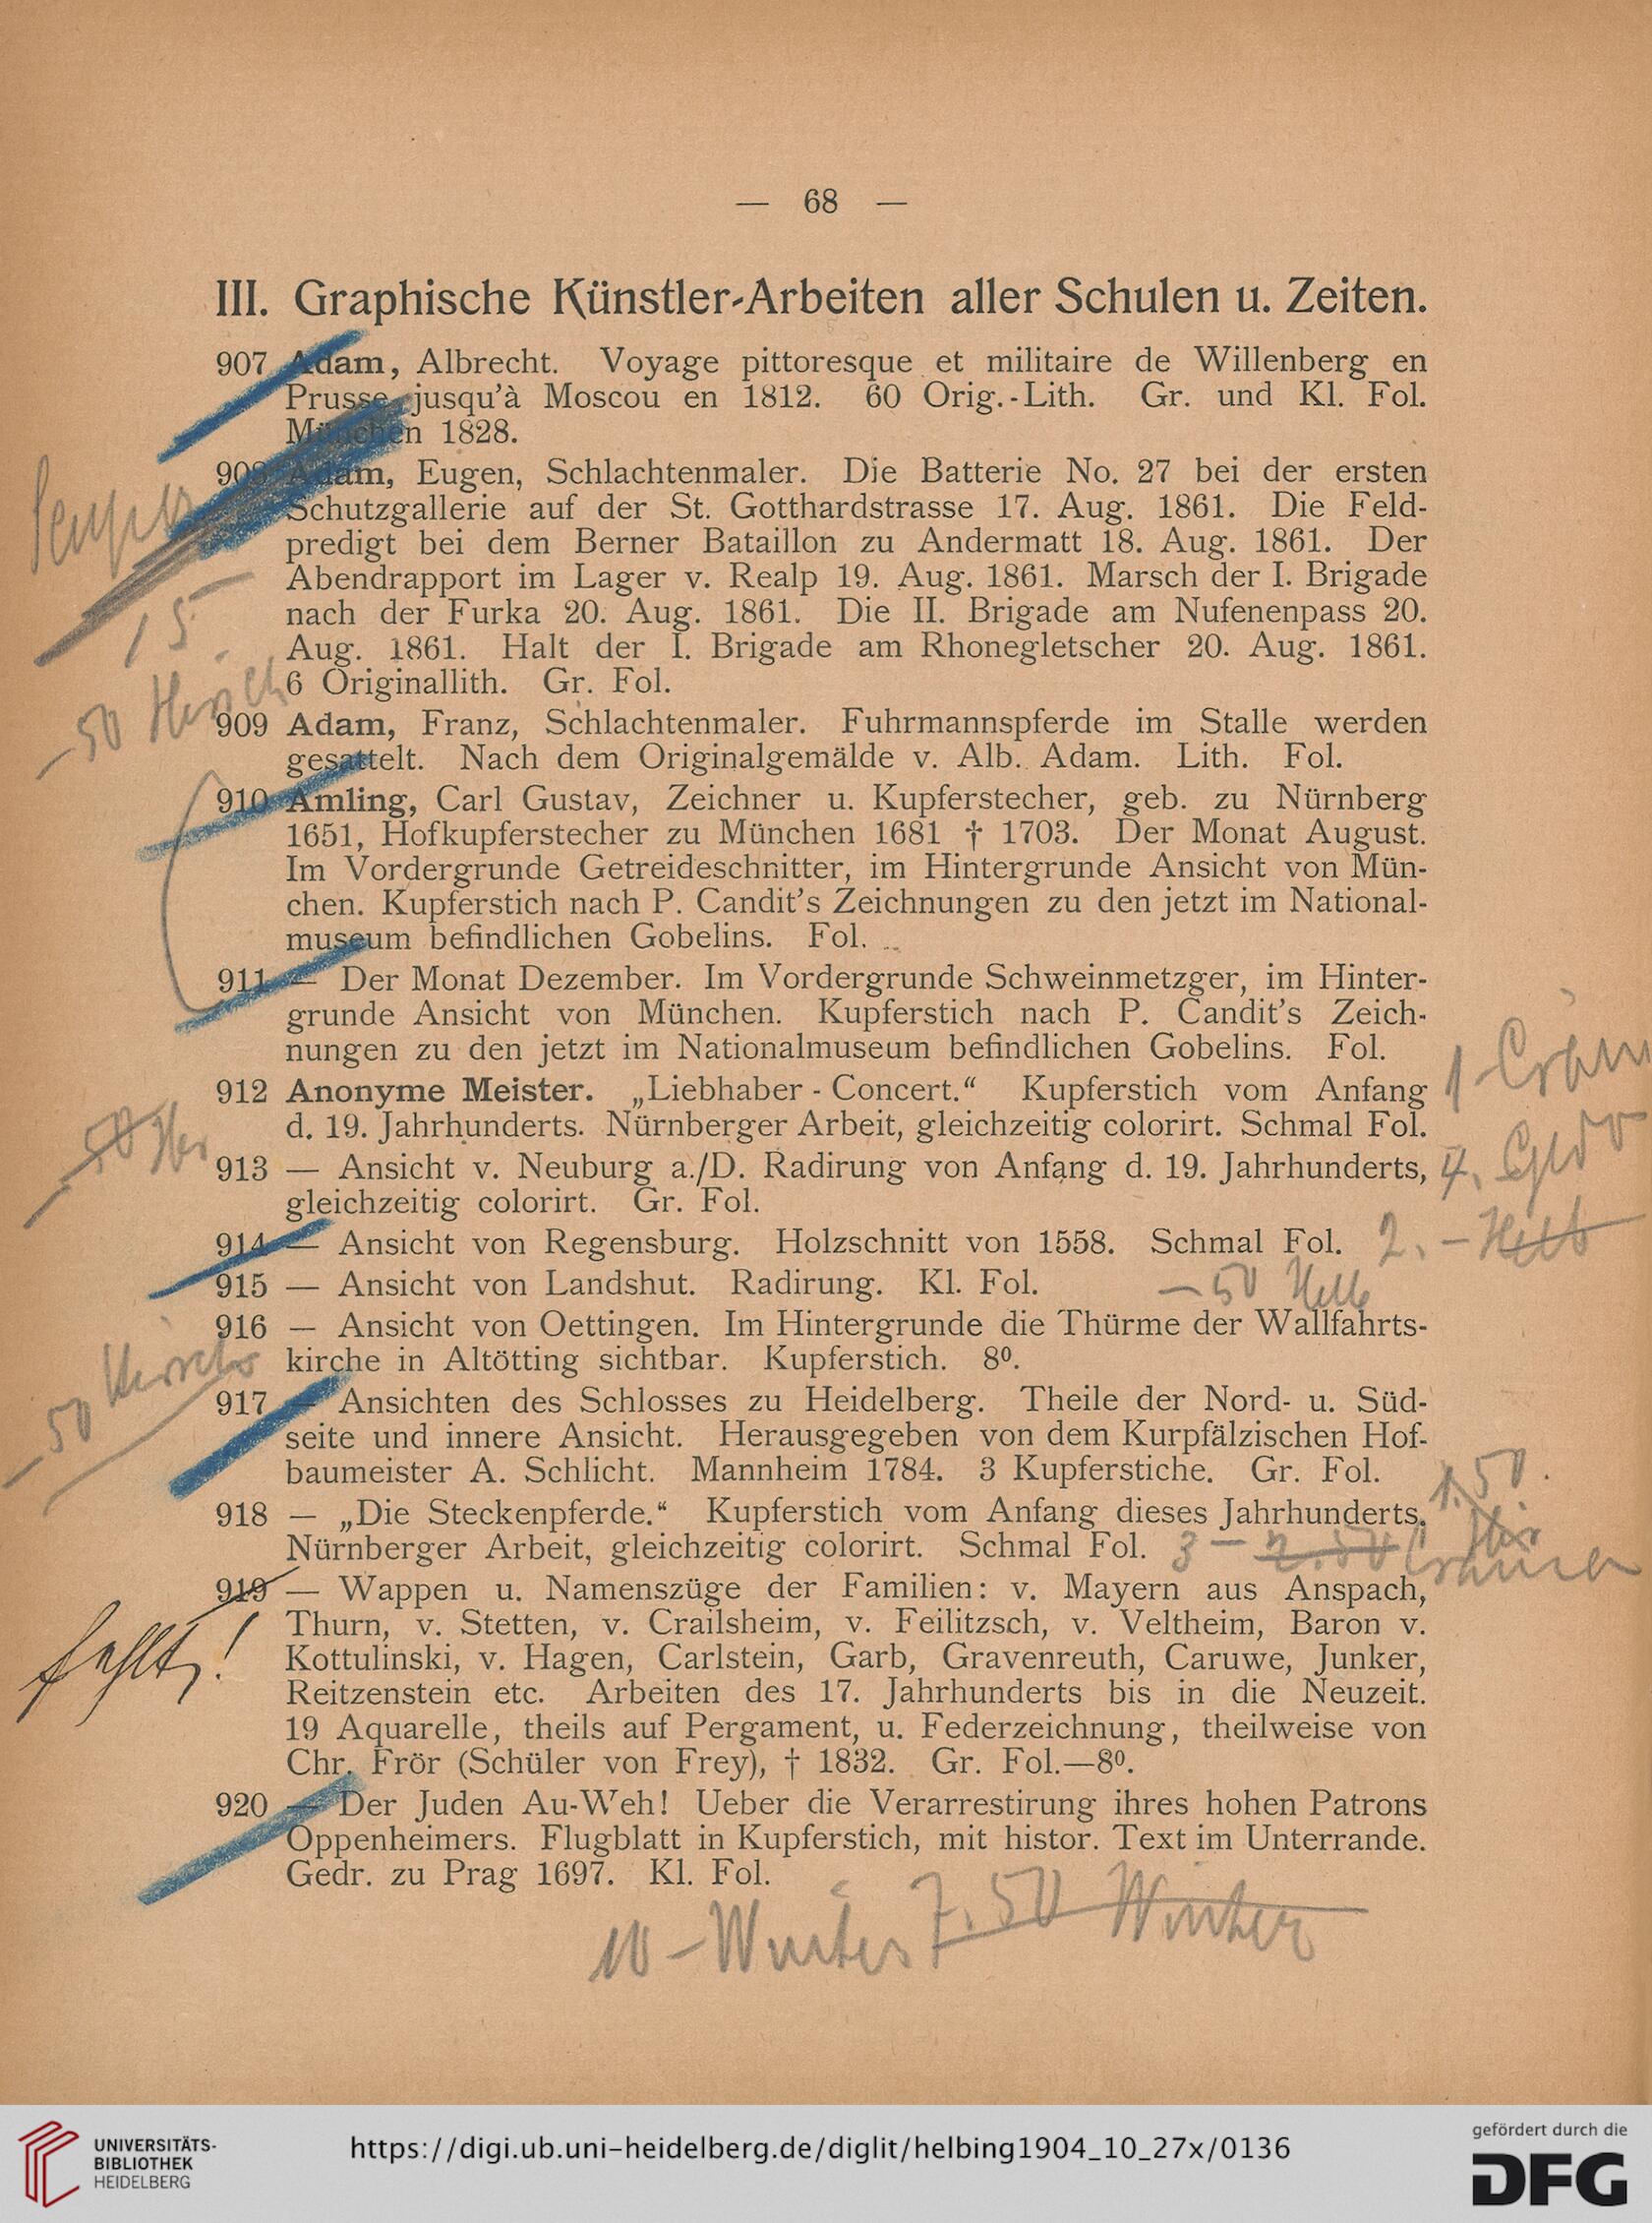 — 68 —
III. Graphische Künstler-Arbeiten aller Schulen u. Zeiten.
907 Adam, Albrecht. Voyage pittoresque et militaire de Willenberg en
Prusse jusqu'à Moscou en 1812. 60 Orig.-Lith. Gr. und Kl. Fol.
München 1828.
908 Adam, Eugen, Schlachtenmaler. Die Batterie No. 27 bei der ersten
Schutzgallerie auf der St. Gotthardstrasse 17. Aug. 1861. Die Feld-
predigt bei dem Berner Bataillon zu Andermatt 18. Aug. 1861. Der
Abendrapport im Lager v. Realp 19. Aug. 1861. Marsch der I. Brigade
nach der Furka 20. Aug. 1861. Die II. Brigade am Nufenenpass 20.
15
Aug. 1861. Halt der I. Brigade am Rhonegletscher 20. Aug. 1861.
6 Originallith. Gr. Fol.
-50 Hirsch
909 Adam, Franz, Schlachtenmaler. Fuhrmannspferde im Stalle werden
gesattelt. Nach dem Originalgemälde v. Alb. Adam. Lith. Fol.
910 Amling, Carl Gustav, Zeichner u. Kupferstecher, geb. zu Nürnberg
1651, Hofkupferstecher zu München 1681 † 1703. Der Monat August.
Im Vordergrunde Getreideschnitter, im Hintergrunde Ansicht von Mün-
chen. Kupferstich nach P. Candit's Zeichnungen zu den jetzt im National-
museum befindlichen Gobelins. Fol.
911 — Der Monat Dezember. Im Vordergrunde Schweinmetzger, im Hinter-
grunde Ansicht von München. Kupferstich nach P. Candit's Zeich-
nungen zu den jetzt im Nationalmuseum befindlichen Gobelins. Fol.
912 Anonyme Meister. „Liebhaber - Concert.“ Kupferstich vom Anfang
d. 19. Jahrhunderts. Nürnberger Arbeit, gleichzeitig colorirt. Schmal Fol.
-50
913 — Ansicht v. Neuburg a./D. Radirung von Anfang d. 19. Jahrhunderts,
gleichzeitig colorirt. Gr. Fol.
914 — Ansicht von Regensburg. Holzschnitt von 1558. Schmal Fol. 2.-
915 — Ansicht von Landshut. Radirung. Kl. Fol. -50
916 — Ansicht von Oettingen. Im Hintergrunde die Thürme der Wallfahrts-
kirche in Altötting sichtbar. Kupferstich. 8⁰.
-50 Hirsch
917 — Ansichten des Schlosses zu Heidelberg. Theile der Nord- u. Süd-
seite und innere Ansicht. Herausgegeben von dem Kurpfälzischen Hof-
baumeister A. Schlicht. Mannheim 1784. 3 Kupferstiche. Gr. Fol.
1.50
918 — „Die Steckenpferde.“ Kupferstich vom Anfang dieses Jahrhunderts.
Nürnberger Arbeit, gleichzeitig colorirt. Schmal Fol. 3 - 2.50
919 — Wappen u. Namenszüge der Familien: v. Mayern aus Anspach,
Thurn, v. Stetten, v. Crailsheim, v. Feilitzsch, v. Veltheim, Baron v.
fehlt!
Kottulinski, v. Hagen, Carlstein, Garb, Gravenreuth, Caruwe, Junker,
Reitzenstein etc. Arbeiten des 17. Jahrhunderts bis in die Neuzeit.
19 Aquarelle, theils auf Pergament, u. Federzeichnung, theilweise von
Chr. Frör (Schüler von Frey), † 1832. Gr. Fol.—8⁰.
920 — Der Juden Au-Weh! Ueber die Verarrestirung ihres hohen Patrons
Oppenheimers. Flugblatt in Kupferstich, mit histor. Text im Unterrande.
Gedr. zu Prag 1697. Kl. Fol.
10 - Winter 7.50 Winter
UNIVERSITÄTS-
BIBLIOTHEK
HEIDELBERG
https://digi.ub.uni-heidelberg.de/diglit/helbing1904_10_27x/0136
gefördert durch die
DFG